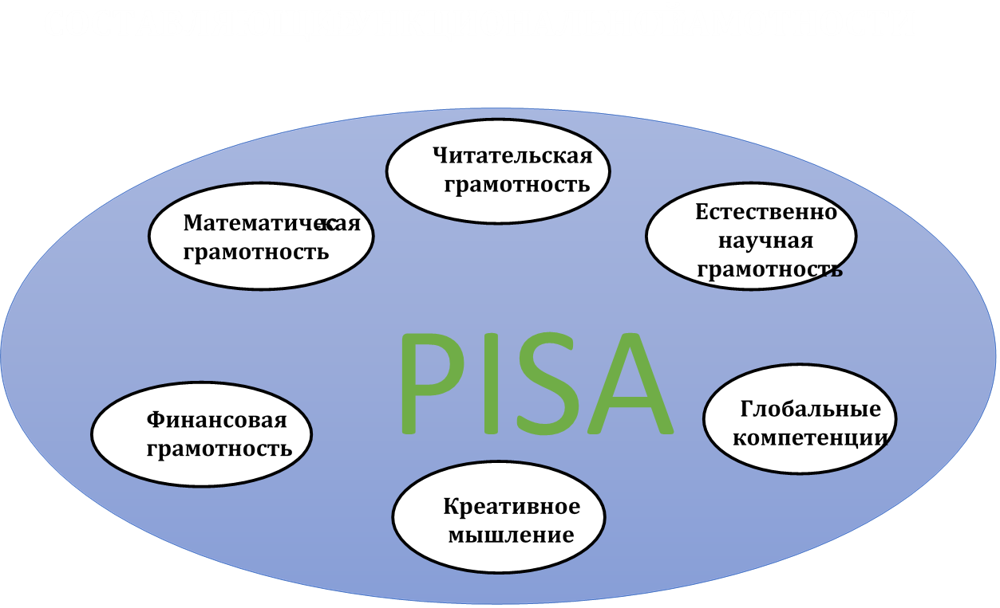 Читательская
грамотность
Математическая
грамотность
Естественно-
научная
грамотность
PISA
Финансовая
грамотность
Глобальные
компетенции
Креативное
мышление